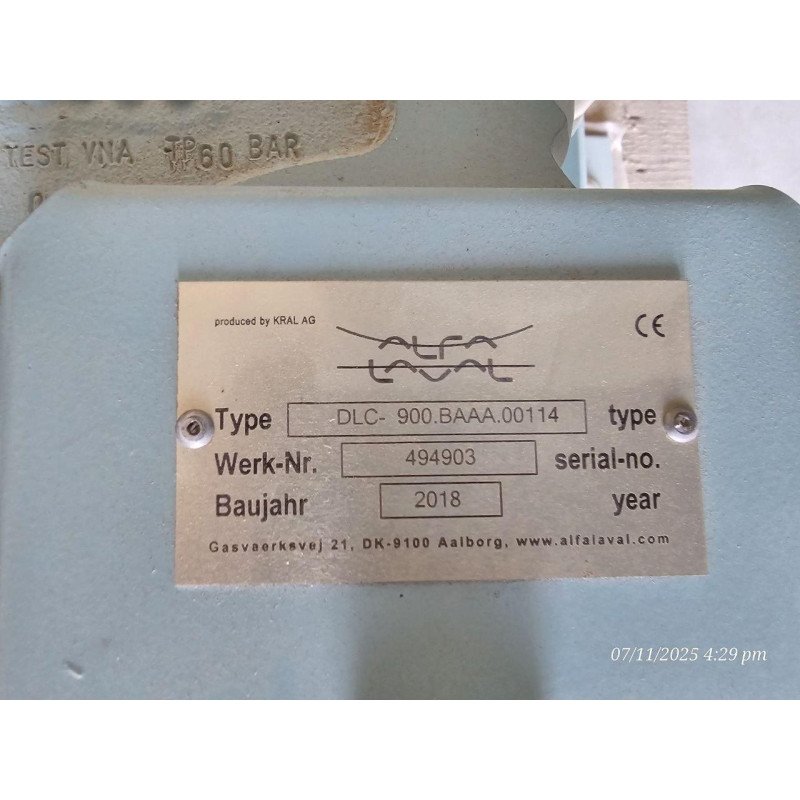 TEST, VNA TP60 BAR
produced by KRAL AG
CE
ALFA
LAVAL
Type DLC- 900.BAAA.00114 type
Werk-Nr. 494903 serial-no.
Baujahr 2018 year
Gasvaerksvej 21, DK-9100 Aalborg, www.alfalaval.com
07/11/2025 4:29 pm